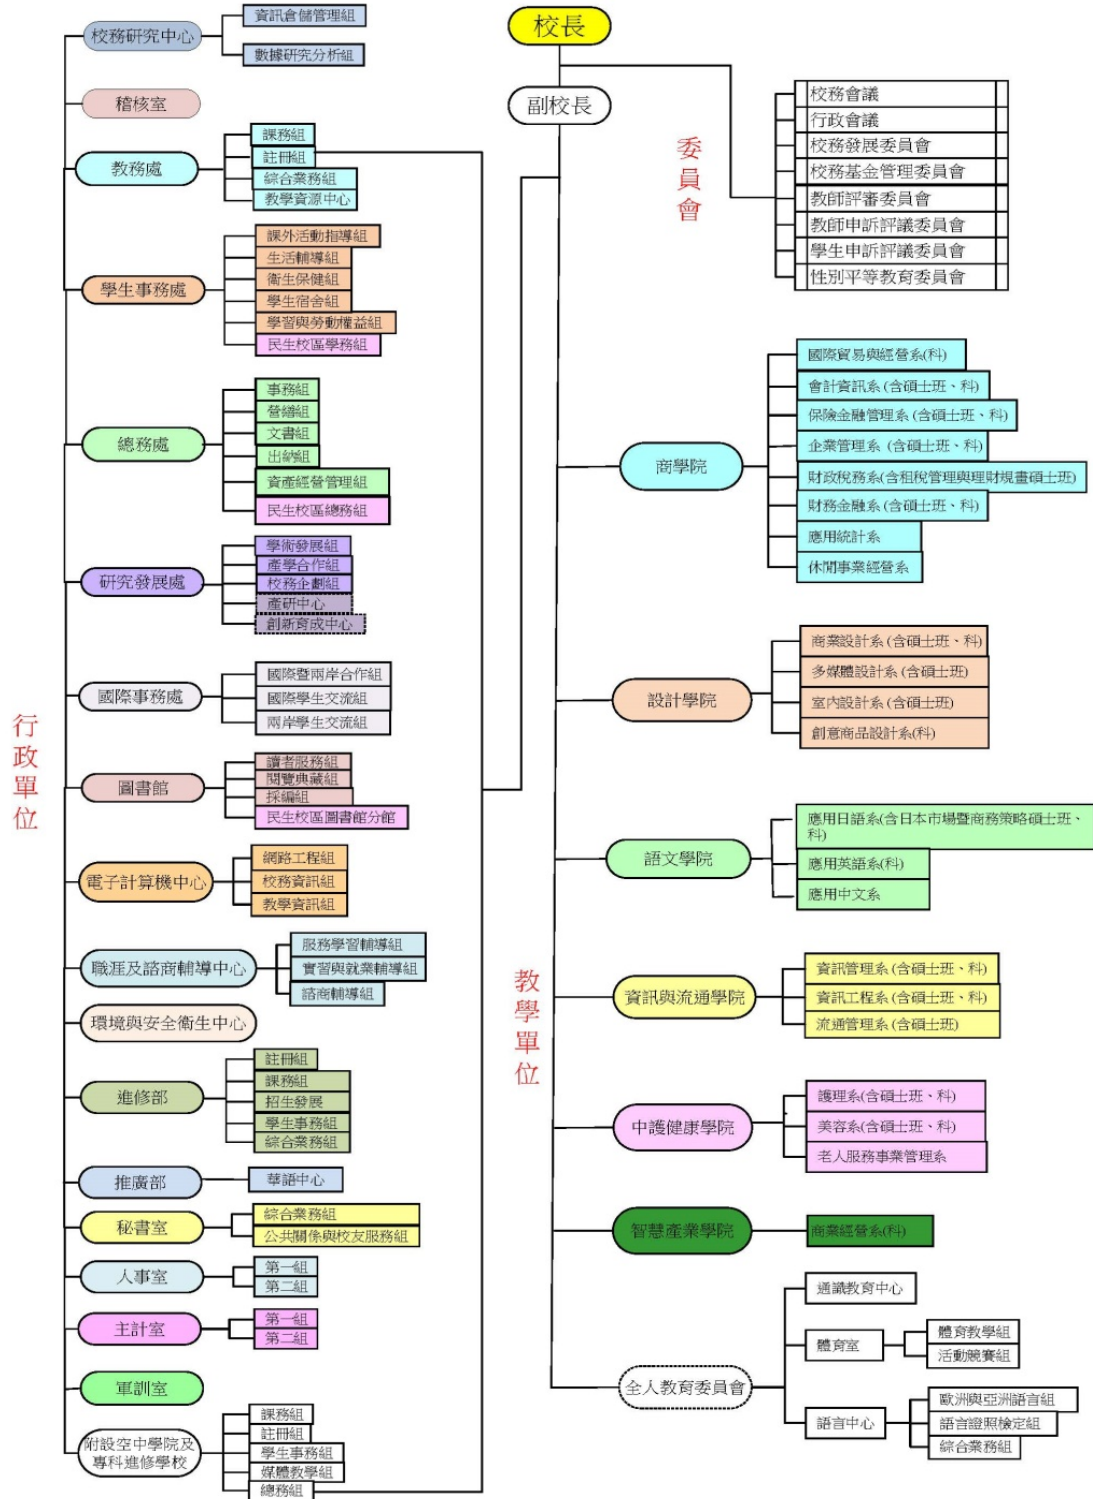 行政單位
校務研究中心
資訊倉儲管理組
數據研究分析組
稽核室
教務處
課務組
註冊組
綜合業務組
教學資源中心
學生事務處
課外活動指導組
生活輔導組
衛生保健組
學生宿舍組
學習與勞動權益組
民生校區學務組
總務處
事務組
營繕組
文書組
出納組
資產經營管理組
民生校區總務組
研究發展處
學術發展組
產學合作組
校務企劃組
產研中心
創新育成中心
國際事務處
國際暨兩岸合作組
國際學生交流組
兩岸學生交流組
圖書館
讀者服務組
閱覽典藏組
採編組
民生校區圖書館分館
電子計算機中心
網路工程組
校務資訊組
教學資訊組
職涯及諮商輔導中心
服務學習輔導組
實習與就業輔導組
諮商輔導組
環境與安全衛生中心
進修部
註冊組
課務組
招生發展
學生事務組
綜合業務組
推廣部
華語中心
秘書室
綜合業務組
公共關係與校友服務組
人事室
第一組
第二組
主計室
第一組
第二組
軍訓室
附設空中學院及
專科進修學校
課務組
註冊組
學生事務組
媒體教學組
總務組
校長
副校長
委員會
校務會議
行政會議
校務發展委員會
校務基金管理委員會
教師評審委員會
教師申訴評議委員會
學生申訴評議委員會
性別平等教育委員會
教學單位
商學院
國際貿易與經營系(科)
會計資訊系(含碩士班、科)
保險金融管理系(含碩士班、科)
企業管理系 (含碩士班、科)
財政稅務系(含租稅管理與理財規畫碩士班)
財務金融系(含碩士班、科)
應用統計系
休閒事業經營系
設計學院
商業設計系(含碩士班、科)
多媒體設計系(含碩士班)
室內設計系 (含碩士班)
創意商品設計系(科)
語文學院
應用日語系(含日本市場暨商務策略碩士班、
科)
應用英語系(科)
應用中文系
資訊與流通學院
資訊管理系(含碩士班、科)
資訊工程系(含碩士班、科)
流通管理系(含碩士班)
中護健康學院
護理系(含碩士班、科)
美容系(含碩士班、科)
老人服務事業管理系
智慧產業學院
商業經營系(科)
全人教育委員會
通識教育中心
體育室
體育教學組
活動競賽組
語言中心
歐洲與亞洲語言組
語言證照檢定組
綜合業務組